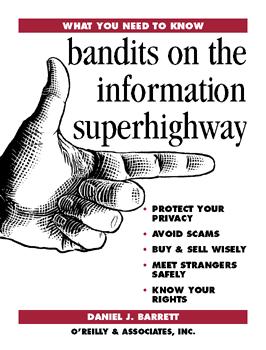 WHAT YOU NEED TO KNOW
bandits on the
information
superhighway
• PROTECT YOUR
PRIVACY
• AVOID SCAMS
• BUY & SELL WISELY
• MEET STRANGERS
SAFELY
• KNOW YOUR
RIGHTS
DANIEL J. BARRETT
O'REILLY & ASSOCIATES, INC.